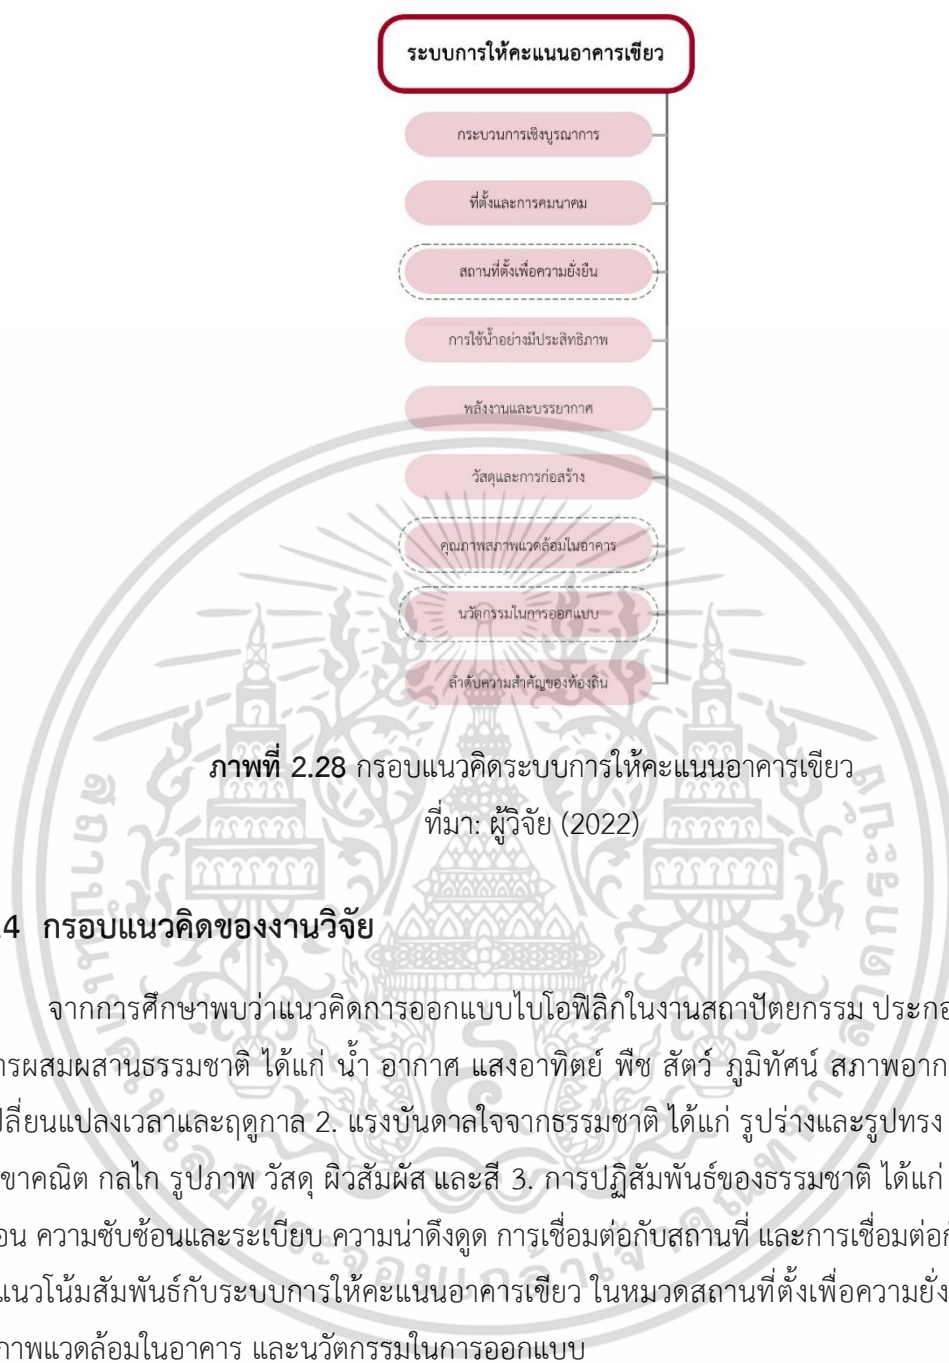 ระบบการให้คะแนนอาคารเขียว
กระบวนการเชิงบูรณาการ
ที่ตั้งและการคมนาคม
สถานที่ตั้งเพื่อความยั่งยืน
การใช้น้ำอย่างมีประสิทธิภาพ
พลังงานและบรรยากาศ
วัสดุและการก่อสร้าง
คุณภาพสภาพแวดล้อมในอาคาร
นวัตกรรมในการออกแบบ
ลำดับความสำคัญของท้องถิ่น
ภาพที่ 2.28 กรอบแนวคิดระบบการให้คะแนนอาคารเขียว
ที่มา: ผู้วิจัย (2022)
.4 กรอบแนวคิดของงานวิจัย
จากการศึกษาพบว่าแนวคิดการออกแบบไบโอฟิลิกในงานสถาปัตยกรรม ประกอ
ารผสมผสานธรรมชาติ ได้แก่ น้ำ อากาศ แสงอาทิตย์ พืช สัตว์ ภูมิทัศน์ สภาพอาก
ปลี่ยนแปลงเวลาและฤดูกาล 2. แรงบันดาลใจจากธรรมชาติ ได้แก่ รูปร่างและรูปทรง
ขาคณิต กลไก รูปภาพ วัสดุ ผิวสัมผัส และสี 3. การปฏิสัมพันธ์ของธรรมชาติ ได้แก่
อน ความซับซ้อนและระเบียบ ความน่าดึงดูด การเชื่อมต่อกับสถานที่ และการเชื่อมต่อก
แนวโน้มสัมพันธ์กับระบบการให้คะแนนอาคารเขียว ในหมวดสถานที่ตั้งเพื่อความยั่ง
ภาพแวดล้อมในอาคาร และนวัตกรรมในการออกแบบ